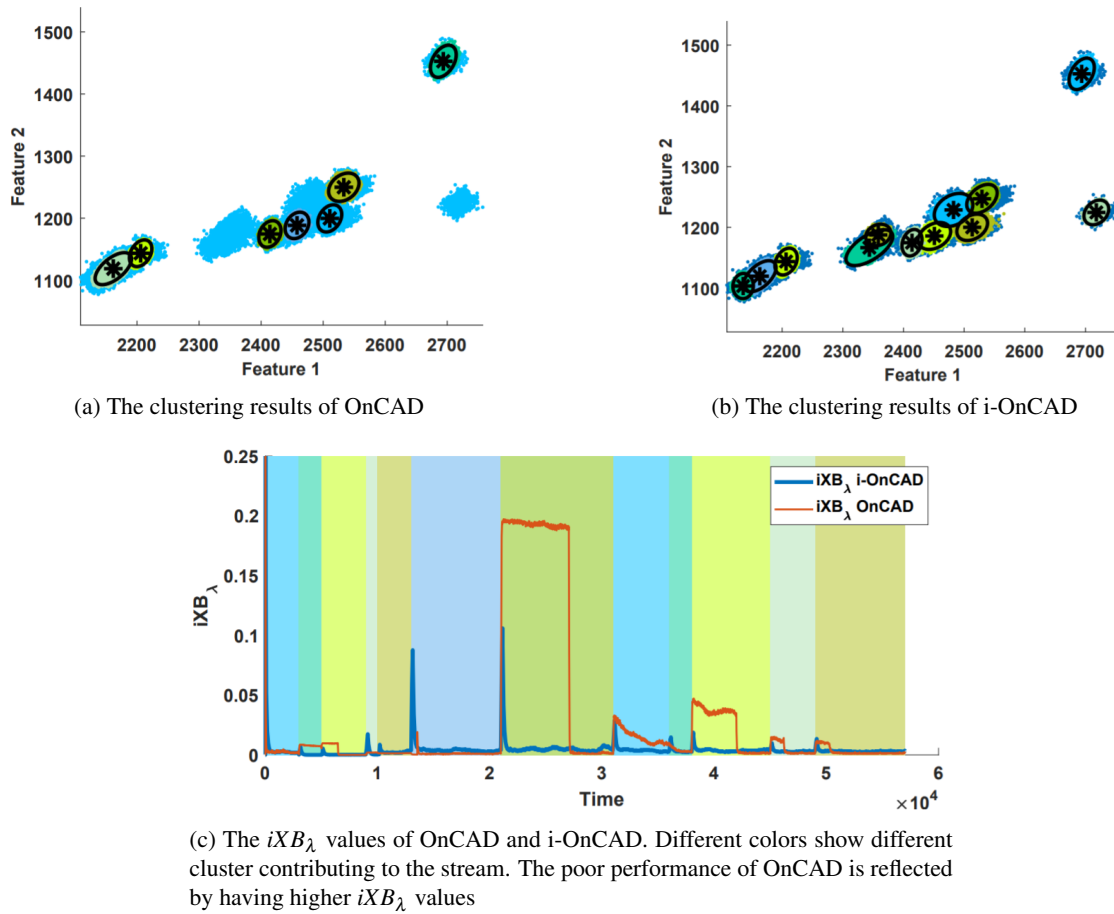 1500
1400
1300
1200
1100
Feature 2
2200 2300 2400 2500 2600 2700
Feature 1
(a) The clustering results of OnCAD
1500
1400
1300
1200
1100
Feature 2
2200 2300 2400 2500 2600 2700
Feature 1
(b) The clustering results of i-OnCAD
0.25
0.2
0.15
0.1
0.05
0
iXBλ
iXBλ i-OnCAD
iXBλ OnCAD
0 1 2 3 4 5 6
Time
×10⁴
(c) The iXBλ values of OnCAD and i-OnCAD. Different colors show different
cluster contributing to the stream. The poor performance of OnCAD is reflected
by having higher iXBλ values